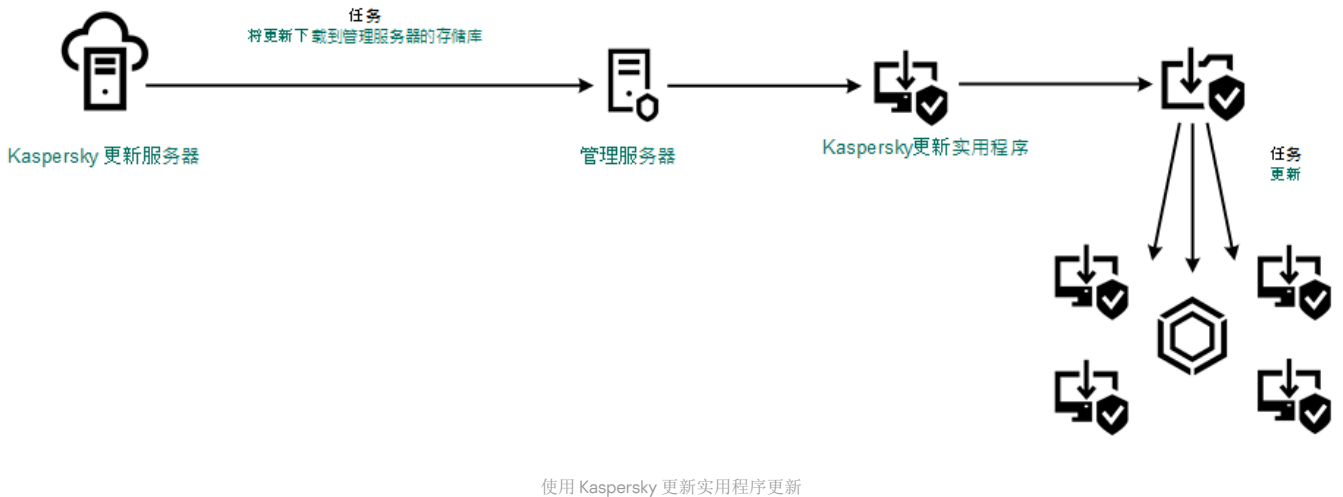 任务
将更新下载到管理服务器的存储库
Kaspersky 更新服务器
管理服务器
Kaspersky更新实用程序
任务
更新
使用 Kaspersky 更新实用程序更新